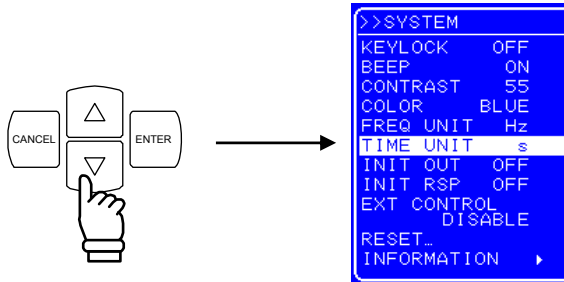 CANCEL
ENTER
>>SYSTEM
KEYLOCK OFF
BEEP ON
CONTRAST 55
COLOR BLUE
FREQ UNIT Hz
TIME UNIT s
INIT OUT OFF
INIT RSP OFF
EXT CONTROL
DISABLE
RESET…
INFORMATION